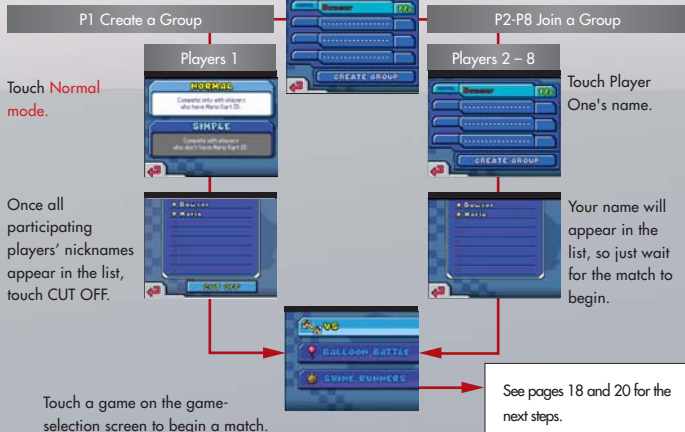 P1 Create a Group
P2-P8 Join a Group
Bowser
CREATE GROUP
Players 1
Touch Normal
mode.
NORMAL
Compete only with players
who have Mario Kart DS.
SIMPLE
Compete with players
who don't have Mario Kart DS.
Players 2 – 8
Bowser
CREATE GROUP
Touch Player
One's name.
Once all
participating
players' nicknames
appear in the list,
touch CUT OFF.
Bowser
Mario
CUT OFF
Bowser
Mario
Your name will
appear in the
list, so just wait
for the match to
begin.
VS
BALLOON BATTLE
SHINE RUNNERS
Touch a game on the game-
selection screen to begin a match.
See pages 18 and 20 for the
next steps.